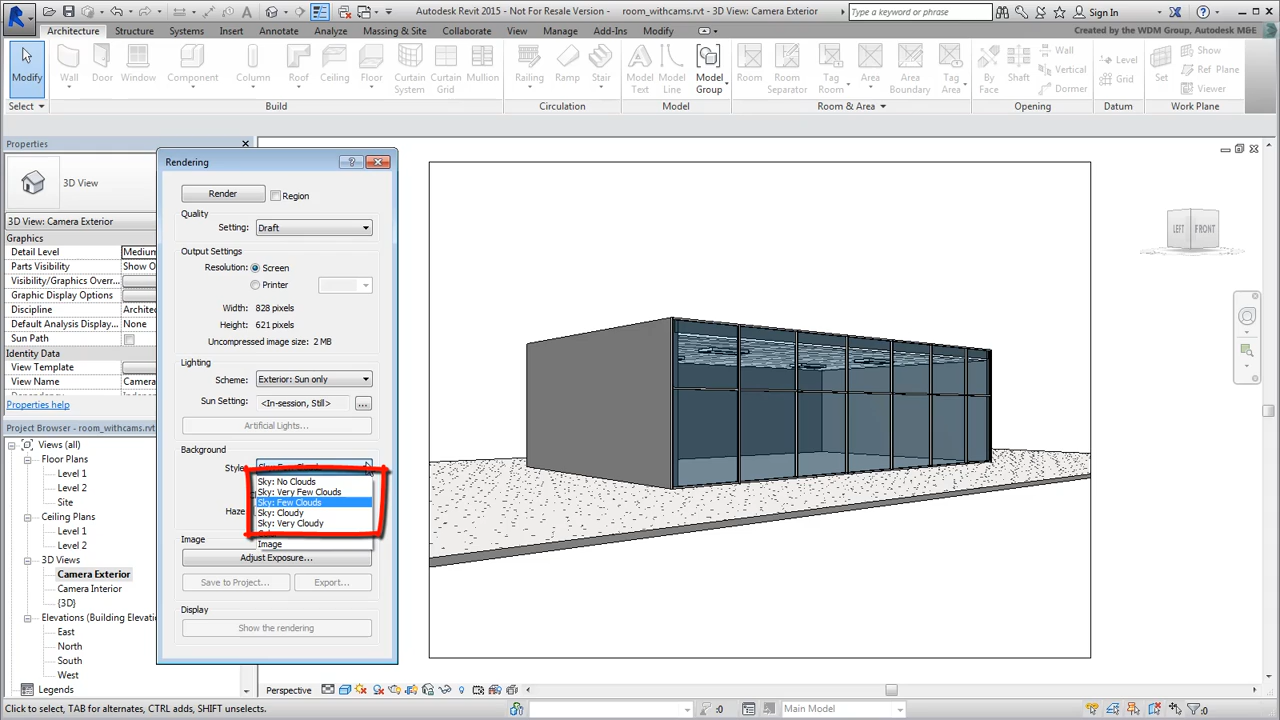 Autodesk Revit 2015 - Not For Resale Version - room_withcams.rvt - 3D View: Camera Exterior
Type a keyword or phrase
Sign In
Architecture Structure Systems Insert Annotate Analyze Massing & Site Collaborate View Manage Add-Ins Modify
Created by the WDM Group, Autodesk M&E
Modify Wall Door Window Component Column Roof Ceiling Floor Curtain System Curtain Grid Mullion Railing Ramp Stair Model Text Model Line Model Group Room Room Separator Tag Room Area Area Boundary Tag Area By Face Shaft Wall Vertical Dormer Level Grid Set Show Ref Plane Viewer
Select Build Circulation Model Room & Area Opening Datum Work Plane
Properties
3D View
3D View: Camera Exterior
Graphics
Detail Level Medium
Parts Visibility Show O
Visibility/Graphics Over...
Graphic Display Options
Discipline Archite
Default Analysis Display... None
Sun Path
Identity Data
View Template
View Name Camera
Properties help
Project Browser - room_withcams.rvt
Views (all)
Floor Plans
Level 1
Level 2
Site
Ceiling Plans
Level 1
Level 2
3D Views
Camera Exterior
Camera Interior
{3D}
Elevations (Building Elevatio
East
North
South
West
Legends
Rendering
?
Render
Region
Quality
Setting: Draft
Output Settings
Resolution: Screen
Printer
Width: 828 pixels
Height: 621 pixels
Uncompressed image size: 2 MB
Lighting
Scheme: Exterior: Sun only
Sun Setting: <In-session, Still> ...
Artificial Lights...
Background
Style
Sky: No Clouds
Sky: Very Few Clouds
Sky: Few Clouds
Haze
Sky: Cloudy
Sky: Very Cloudy
Image
Image
Adjust Exposure...
Save to Project... Export...
Display
Show the rendering
LEFT FRONT
Perspective
Click to select, TAB for alternates, CTRL adds, SHIFT unselects.
:0
Main Model
:0